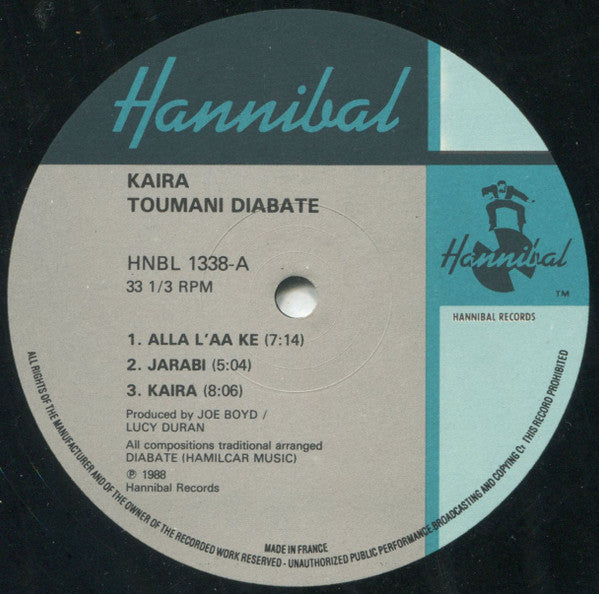 Hannibal
KAIRA
TOUMANI DIABATE
HNBL 1338-A
33 1/3 RPM
Hannibal
TM
HANNIBAL RECORDS
1. ALLA L'AA KE (7:14)
2. JARABI (5:04)
3. KAIRA (8:06)
Produced by JOE BOYD /
LUCY DURAN
All compositions traditional arranged
DIABATE (HAMILCAR MUSIC)
℗ 1988
Hannibal Records
MADE IN FRANCE
ALL RIGHTS OF THE MANUFACTURER AND OF THE OWNER OF THE RECORDED WORK RESERVED - UNAUTHORIZED PUBLIC PERFORMANCE, BROADCASTING AND COPYING THIS RECORD PROHIBITED